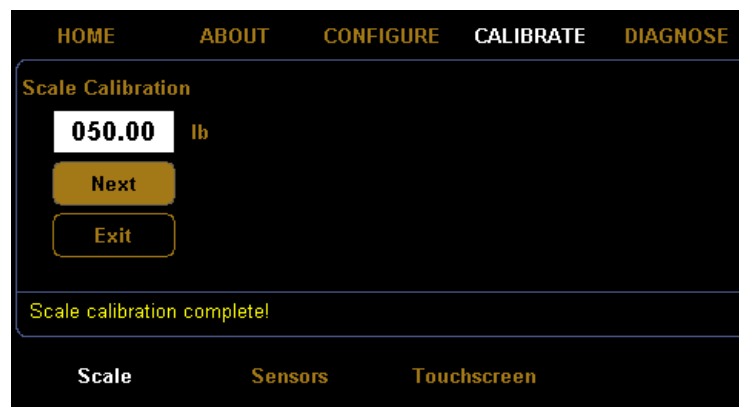 HOME ABOUT CONFIGURE CALIBRATE DIAGNOSE
Scale Calibration
050.00 lb
Next
Exit
Scale calibration complete!
Scale Sensors Touchscreen